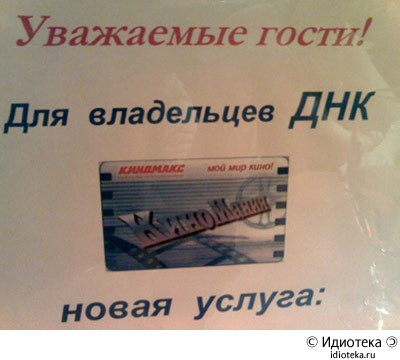 Уважаемые гости!
Для владельцев ДНК
КИНОМАКС мой мир кино!
КиноМания
новая услуга:
© Идиотека
idioteka.ru